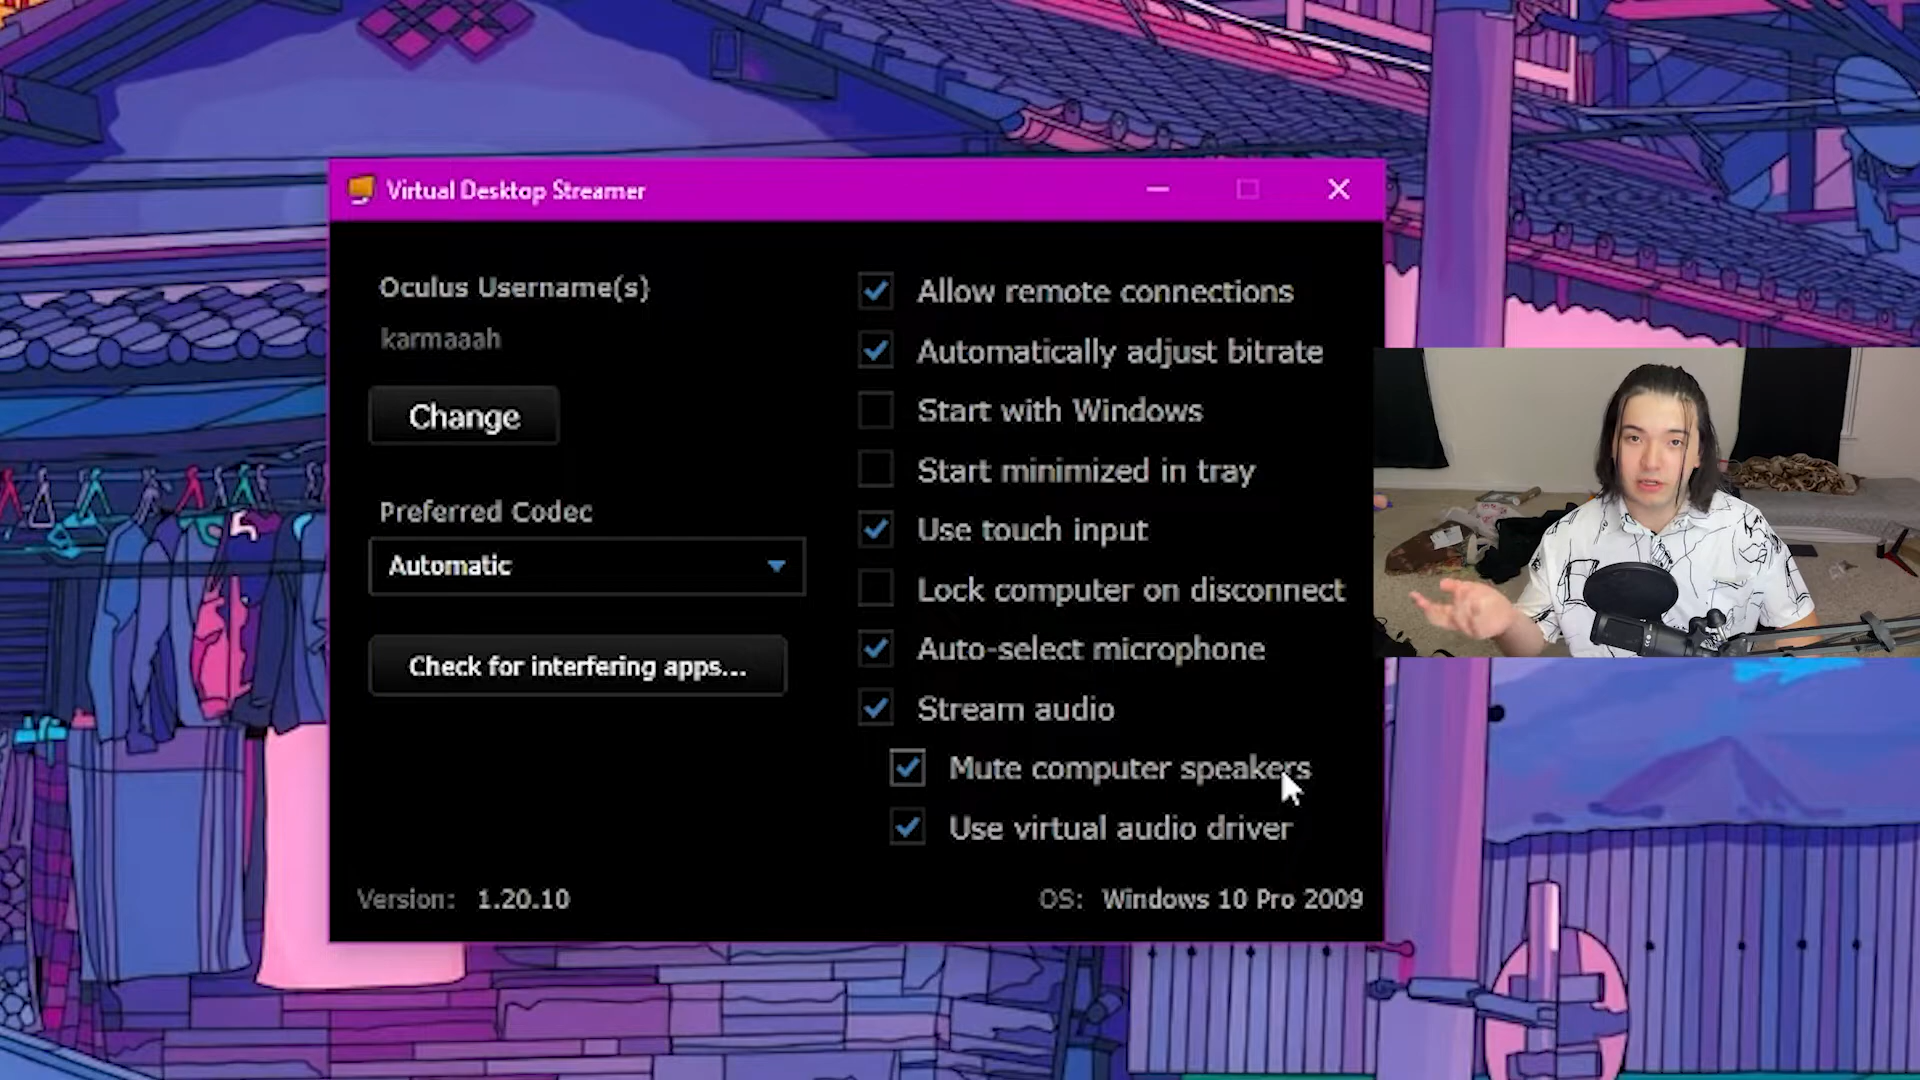 Virtual Desktop Streamer
Oculus Username(s)
karmaaah
Change
Preferred Codec
Automatic
Check for interfering apps...
Allow remote connections
Automatically adjust bitrate
Start with Windows
Start minimized in tray
Use touch input
Lock computer on disconnect
Auto-select microphone
Stream audio
Mute computer speakers
Use virtual audio driver
Version: 1.20.10
OS: Windows 10 Pro 2009